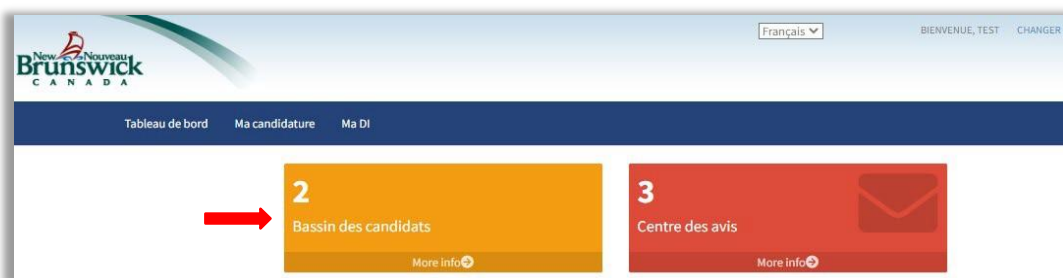 Français
BIENVENUE, TEST CHANGER
New Nouveau
Brunswick
CANADA
Tableau de bord Ma candidature Ma DI
2
Bassin des candidats
More info
3
Centre des avis
More info